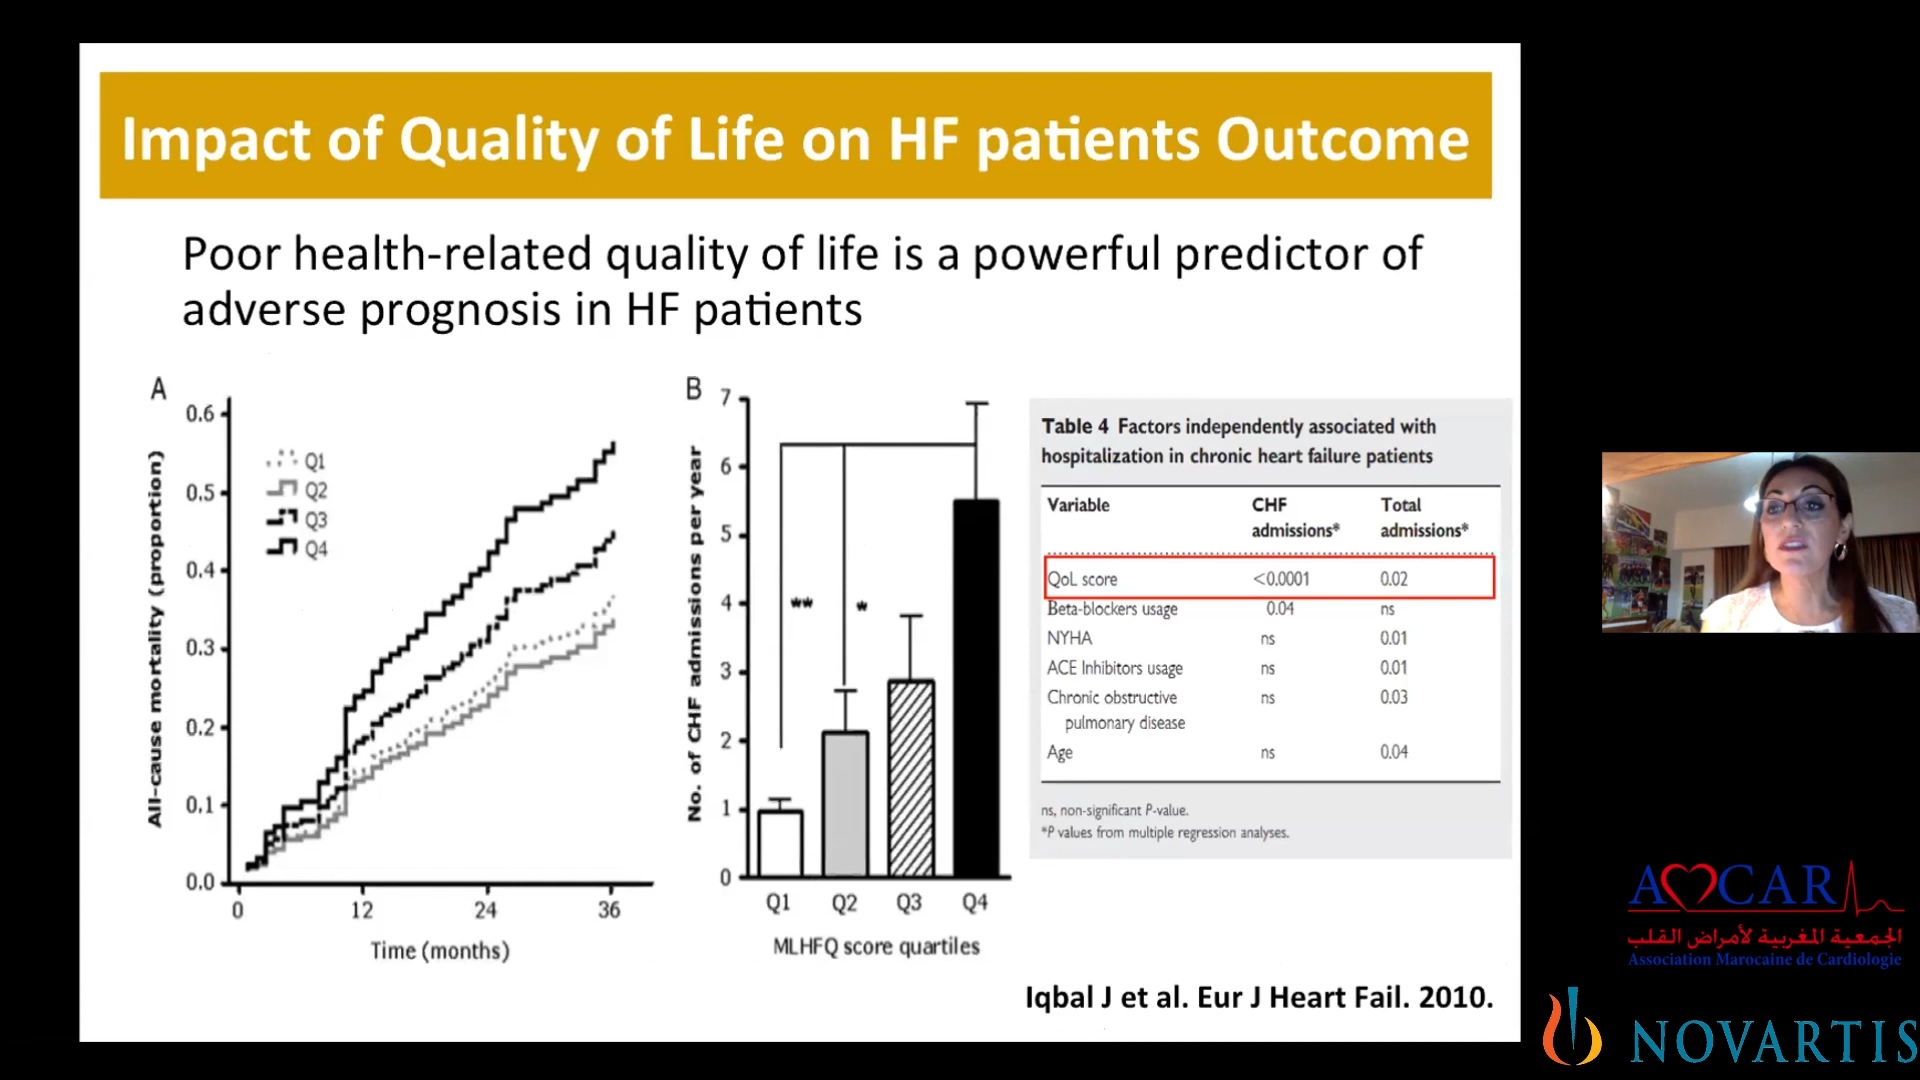 Impact of Quality of Life on HF patients Outcome
Poor health-related quality of life is a powerful predictor of
adverse prognosis in HF patients
A
All-cause mortality (proportion)
0.6
0.5
0.4
0.3
0.2
0.1
0.0
Q1
Q2
Q3
Q4
0 12 24 36
Time (months)
B
No. of CHF admissions per year
7
6
5
4
3
2
1
0
** *
Q1 Q2 Q3 Q4
MLHFQ score quartiles
Table 4 Factors independently associated with
hospitalization in chronic heart failure patients
Variable CHF Total
admissions* admissions*
QoL score <0.0001 0.02
Beta-blockers usage 0.04 ns
NYHA ns 0.01
ACE Inhibitors usage ns 0.01
Chronic obstructive ns 0.03
pulmonary disease
Age ns 0.04
ns, non-significant P-value.
*P values from multiple regression analyses.
Iqbal J et al. Eur J Heart Fail. 2010.
AMCAR
الجمعية المغربية لأمراض القلب
Association Marocaine de Cardiologie
NOVARTIS